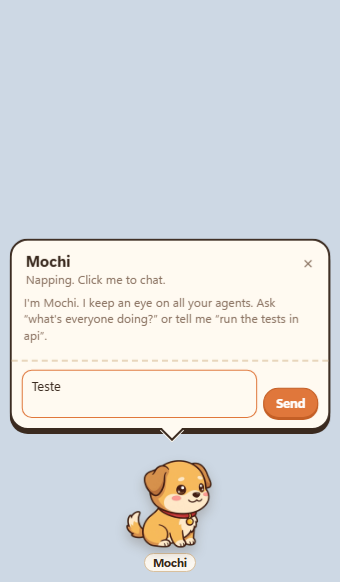 Mochi
×
Napping. Click me to chat.
I'm Mochi. I keep an eye on all your agents. Ask
"what's everyone doing?" or tell me "run the tests in
api".
Teste
Send
Mochi